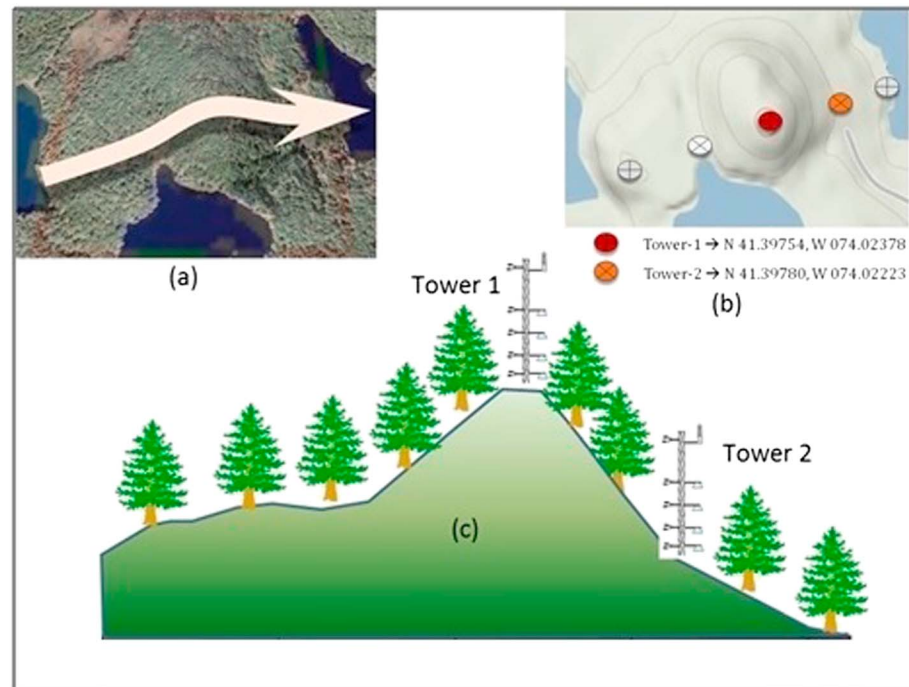 (a)
Tower-1 → N 41.39754, W 074.02378
Tower-2 → N 41.39780, W 074.02223
(b)
Tower 1
Tower 2
(c)